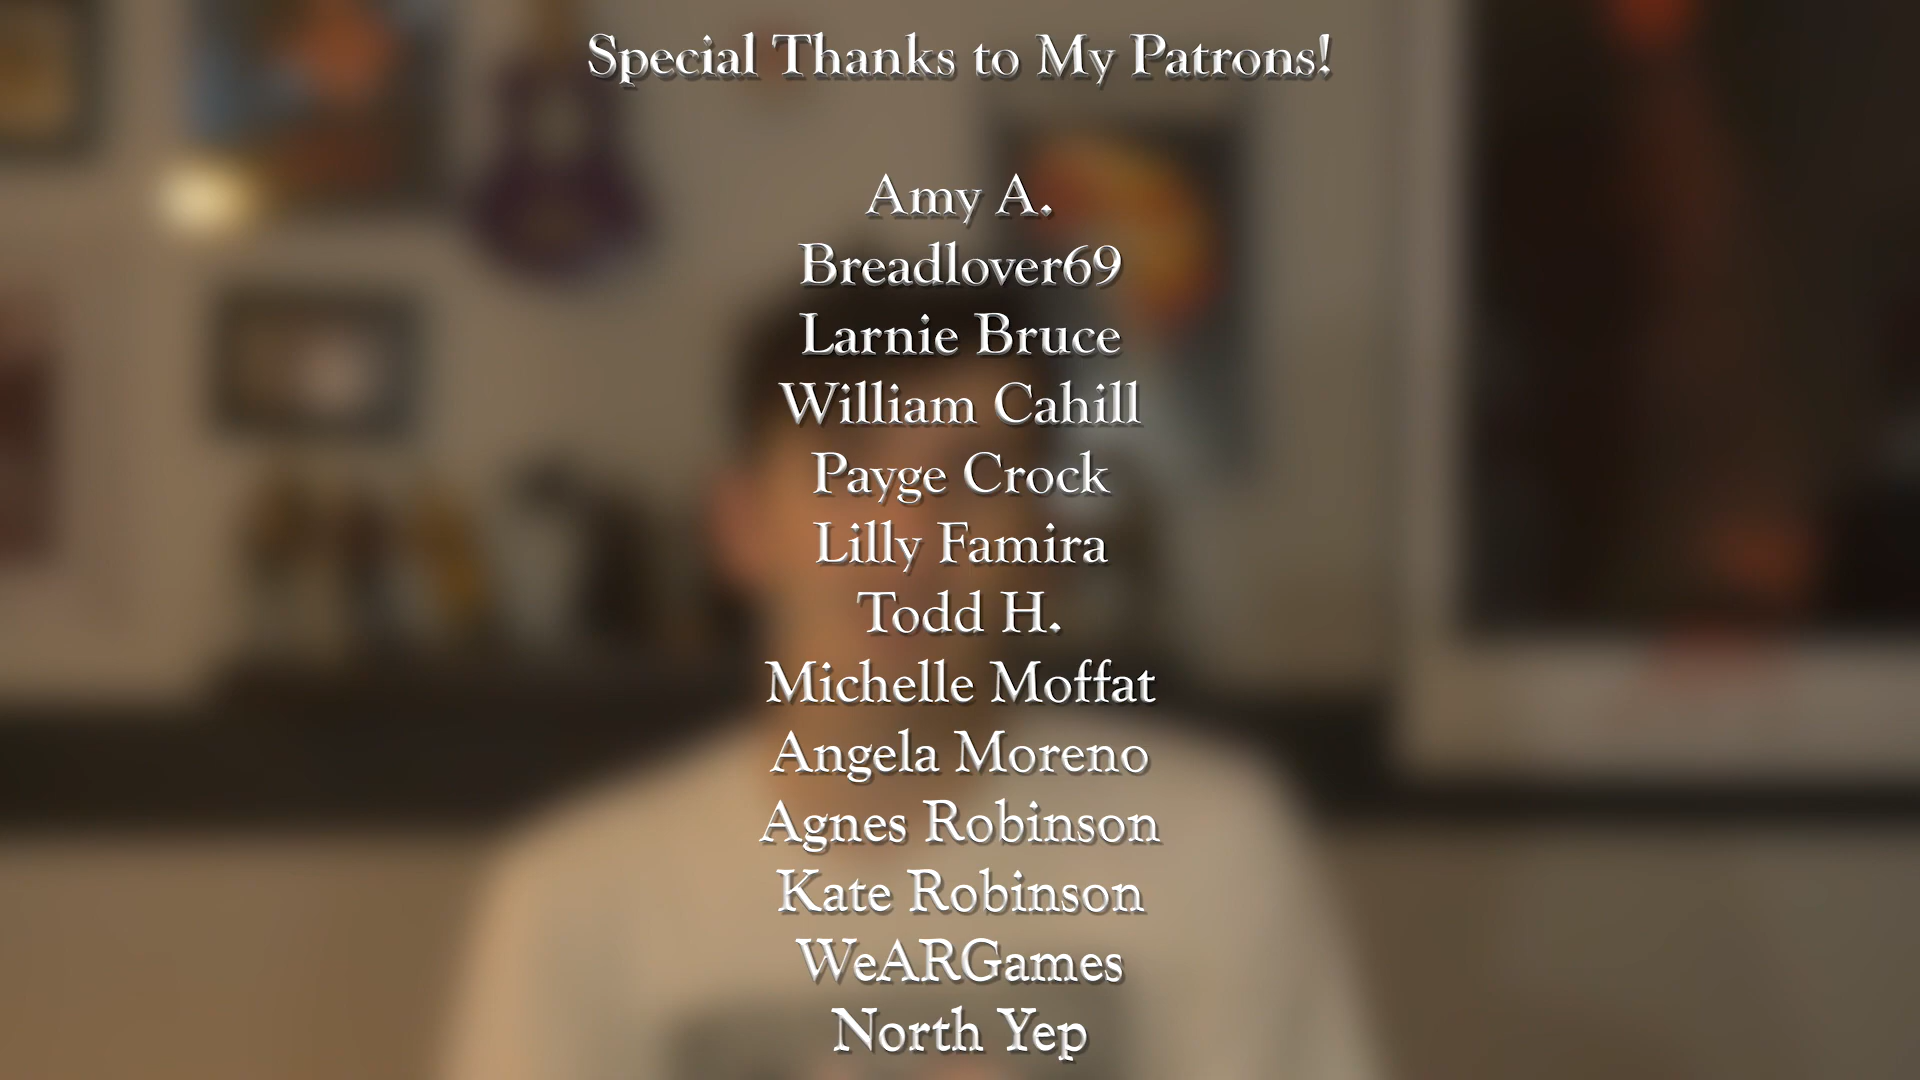 Special Thanks to My Patrons!
Amy A.
Breadlover69
Larnie Bruce
William Cahill
Payge Crock
Lilly Famira
Todd H.
Michelle Moffat
Angela Moreno
Agnes Robinson
Kate Robinson
WeARGames
North Yep